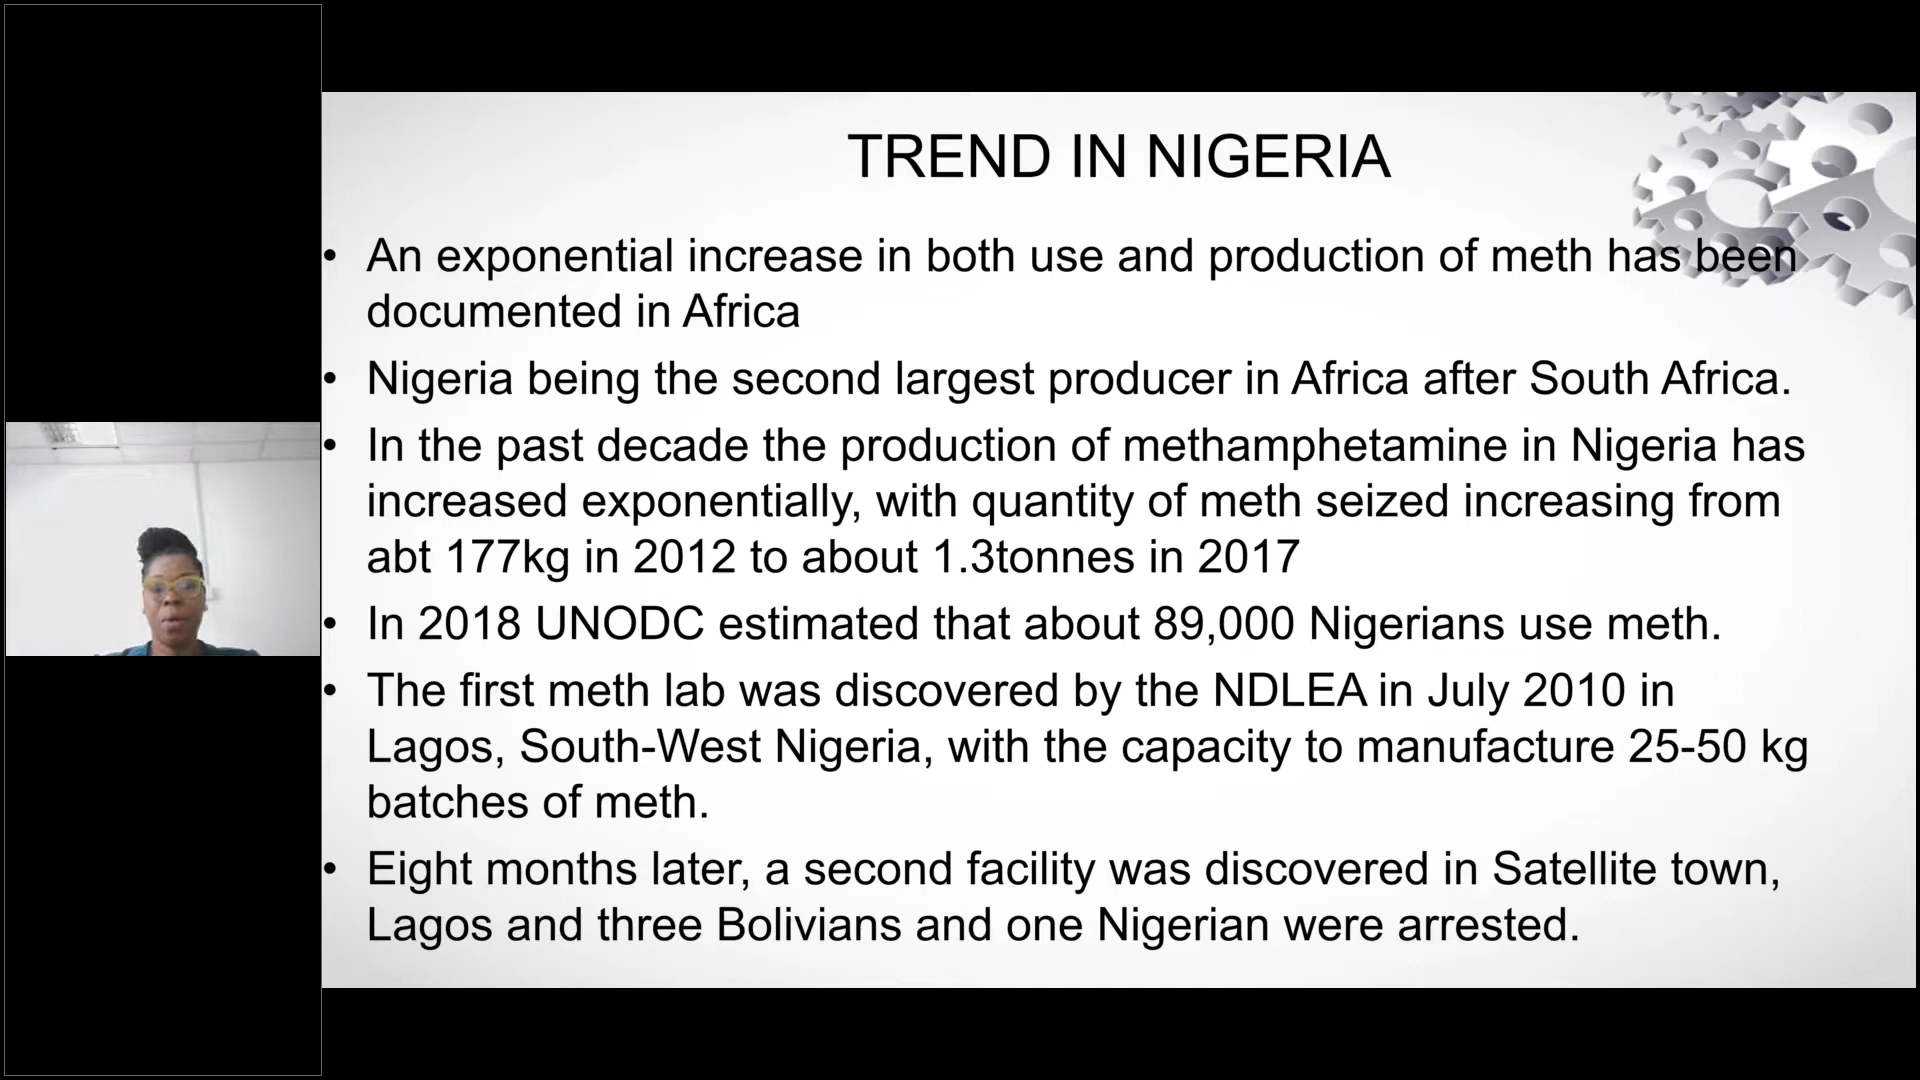 TREND IN NIGERIA
• An exponential increase in both use and production of meth has been
documented in Africa
• Nigeria being the second largest producer in Africa after South Africa.
• In the past decade the production of methamphetamine in Nigeria has
increased exponentially, with quantity of meth seized increasing from
abt 177kg in 2012 to about 1.3tonnes in 2017
• In 2018 UNODC estimated that about 89,000 Nigerians use meth.
• The first meth lab was discovered by the NDLEA in July 2010 in
Lagos, South-West Nigeria, with the capacity to manufacture 25-50 kg
batches of meth.
• Eight months later, a second facility was discovered in Satellite town,
Lagos and three Bolivians and one Nigerian were arrested.